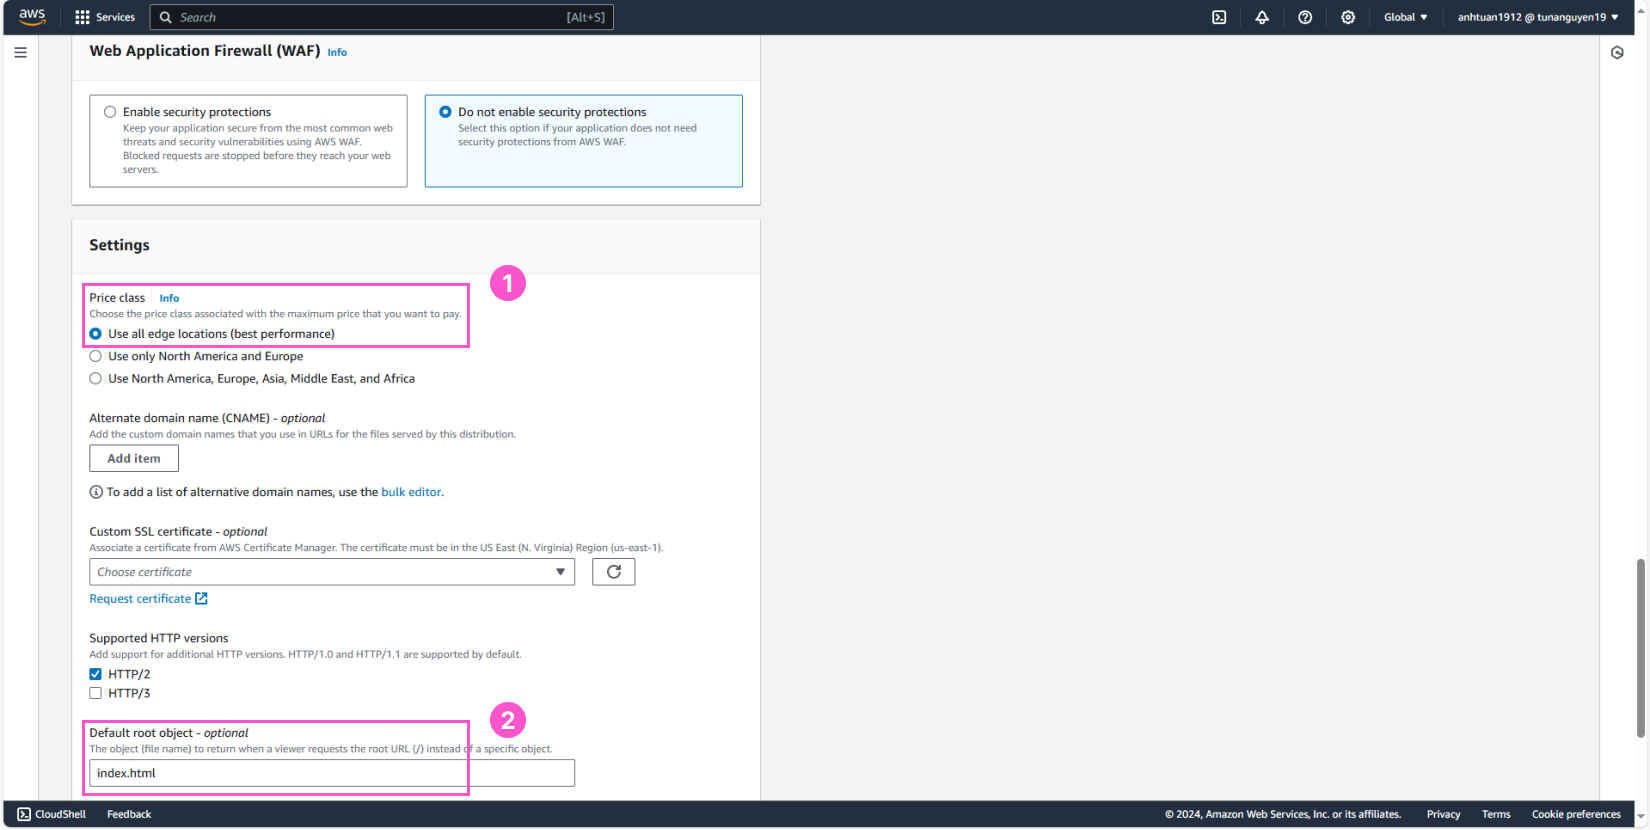 aws
Services
Search
[Alt+S]
Global ▼
anhtuan1912 @ tunanguyen19 ▼
Web Application Firewall (WAF) Info
Enable security protections
Keep your application secure from the most common web
threats and security vulnerabilities using AWS WAF.
Blocked requests are stopped before they reach your web
servers.
Do not enable security protections
Select this option if your application does not need
security protections from AWS WAF.
Settings
1
Price class Info
Choose the price class associated with the maximum price that you want to pay.
Use all edge locations (best performance)
Use only North America and Europe
Use North America, Europe, Asia, Middle East, and Africa
Alternate domain name (CNAME) - optional
Add the custom domain names that you use in URLs for the files served by this distribution.
Add item
To add a list of alternative domain names, use the bulk editor.
Custom SSL certificate - optional
Associate a certificate from AWS Certificate Manager. The certificate must be in the US East (N. Virginia) Region (us-east-1).
Choose certificate
Request certificate
Supported HTTP versions
Add support for additional HTTP versions. HTTP/1.0 and HTTP/1.1 are supported by default.
HTTP/2
HTTP/3
2
Default root object - optional
The object (file name) to return when a viewer requests the root URL (/) instead of a specific object.
index.html
CloudShell
Feedback
© 2024, Amazon Web Services, Inc. or its affiliates.
Privacy
Terms
Cookie preferences